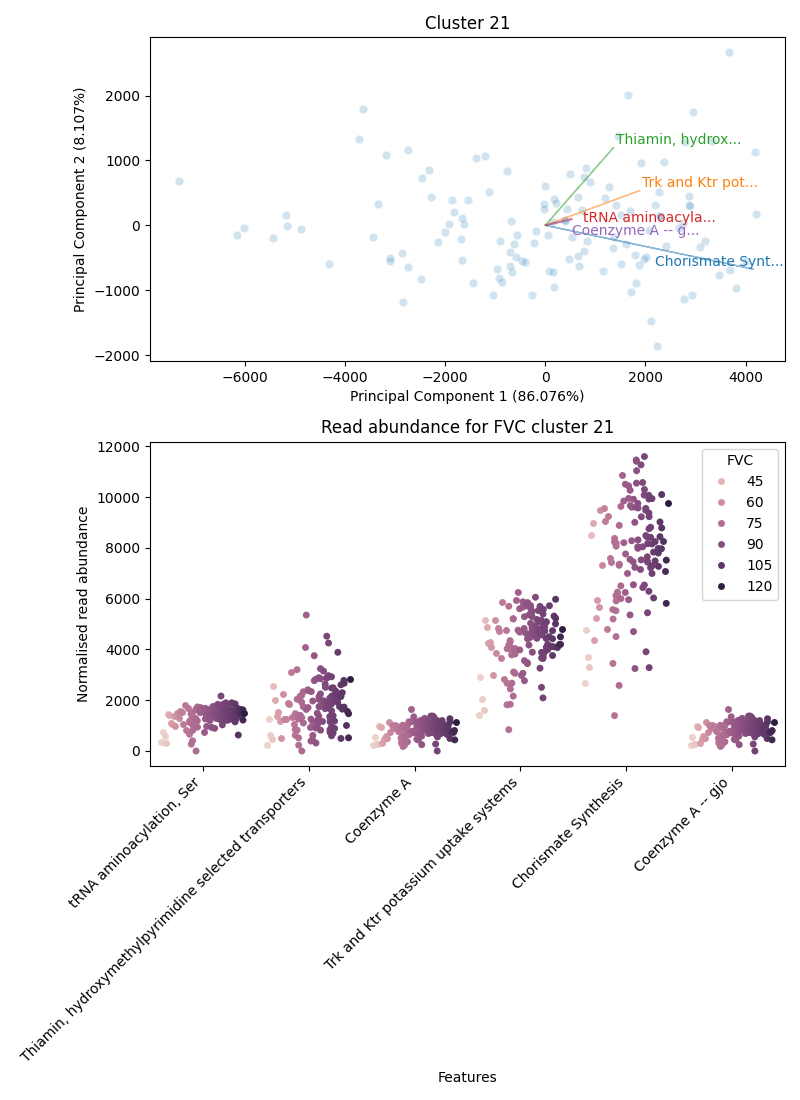 Cluster 21
Principal Component 2 (8.107%)
2000
1000
0
−1000
−2000
Thiamin, hydrox...
Trk and Ktr pot...
tRNA aminoacyla...
Coenzyme A -- g...
Chorismate Synt...
−6000 −4000 −2000 0 2000 4000
Principal Component 1 (86.076%)
Read abundance for FVC cluster 21
Normalised read abundance
12000
10000
8000
6000
4000
2000
0
FVC
45
60
75
90
105
120
tRNA aminoacylation, Ser
Thiamin, hydroxymethylpyrimidine selected transporters
Coenzyme A
Trk and Ktr potassium uptake systems
Chorismate Synthesis
Coenzyme A -- gjo
Features